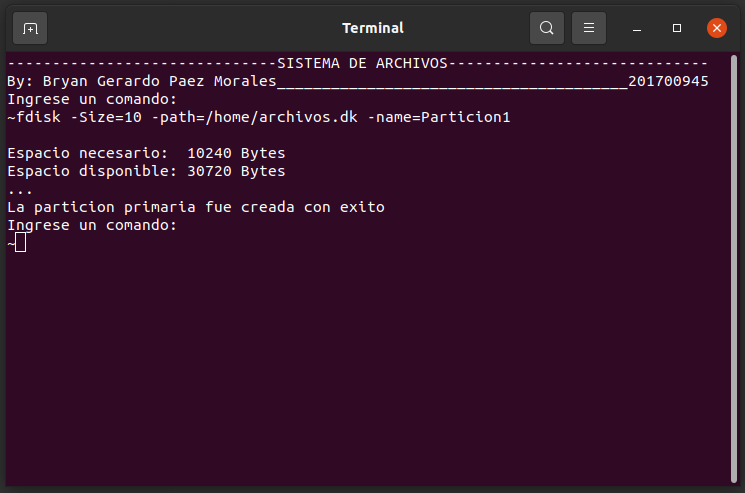 Terminal
------------------------------SISTEMA DE ARCHIVOS-----------------------------
By: Bryan Gerardo Paez Morales_______________________________________201700945
Ingrese un comando:
~fdisk -Size=10 -path=/home/archivos.dk -name=Particion1
Espacio necesario:  10240 Bytes
Espacio disponible: 30720 Bytes
...
La particion primaria fue creada con exito
Ingrese un comando:
~